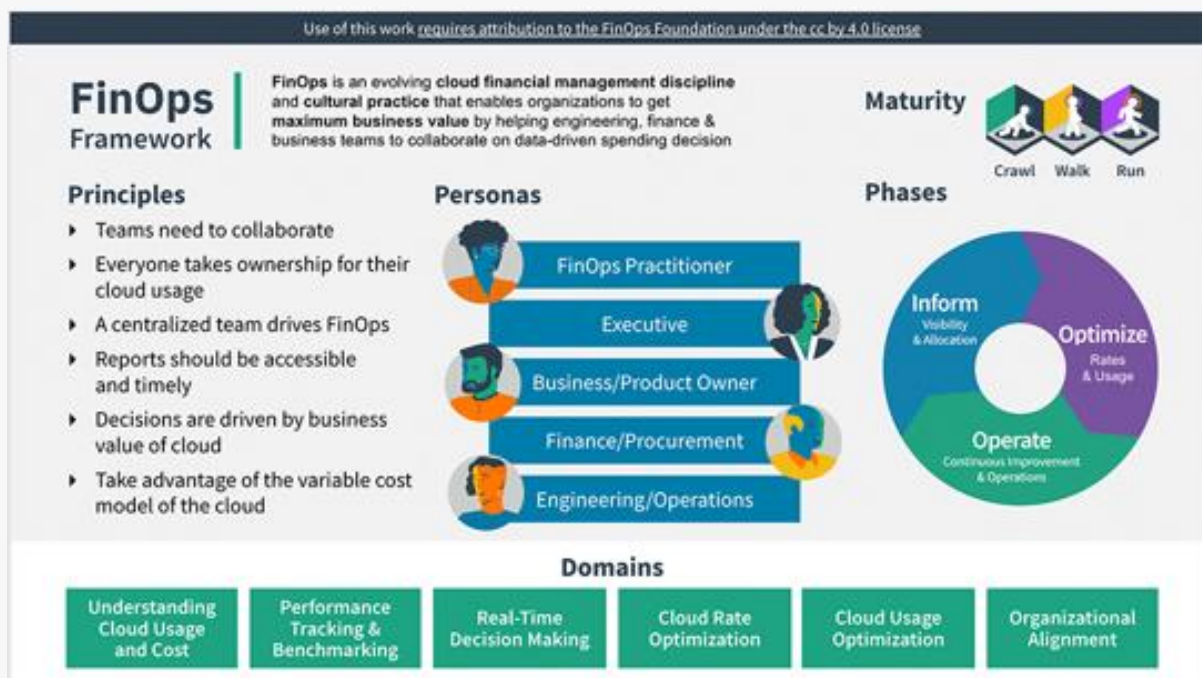 Use of this work requires attribution to the FinOps Foundation under the cc by 4.0 license
FinOps
Framework
FinOps is an evolving cloud financial management discipline
and cultural practice that enables organizations to get
maximum business value by helping engineering, finance &
business teams to collaborate on data-driven spending decision
Maturity
Crawl Walk Run
Principles
Teams need to collaborate
Everyone takes ownership for their
cloud usage
A centralized team drives FinOps
Reports should be accessible
and timely
Decisions are driven by business
value of cloud
Take advantage of the variable cost
model of the cloud
Personas
FinOps Practitioner
Executive
Business/Product Owner
Finance/Procurement
Engineering/Operations
Phases
Inform
Visibility
& Allocation
Optimize
Rates
& Usage
Operate
Continuous Improvement
& Operations
Domains
Understanding
Cloud Usage
and Cost
Performance
Tracking &
Benchmarking
Real-Time
Decision Making
Cloud Rate
Optimization
Cloud Usage
Optimization
Organizational
Alignment